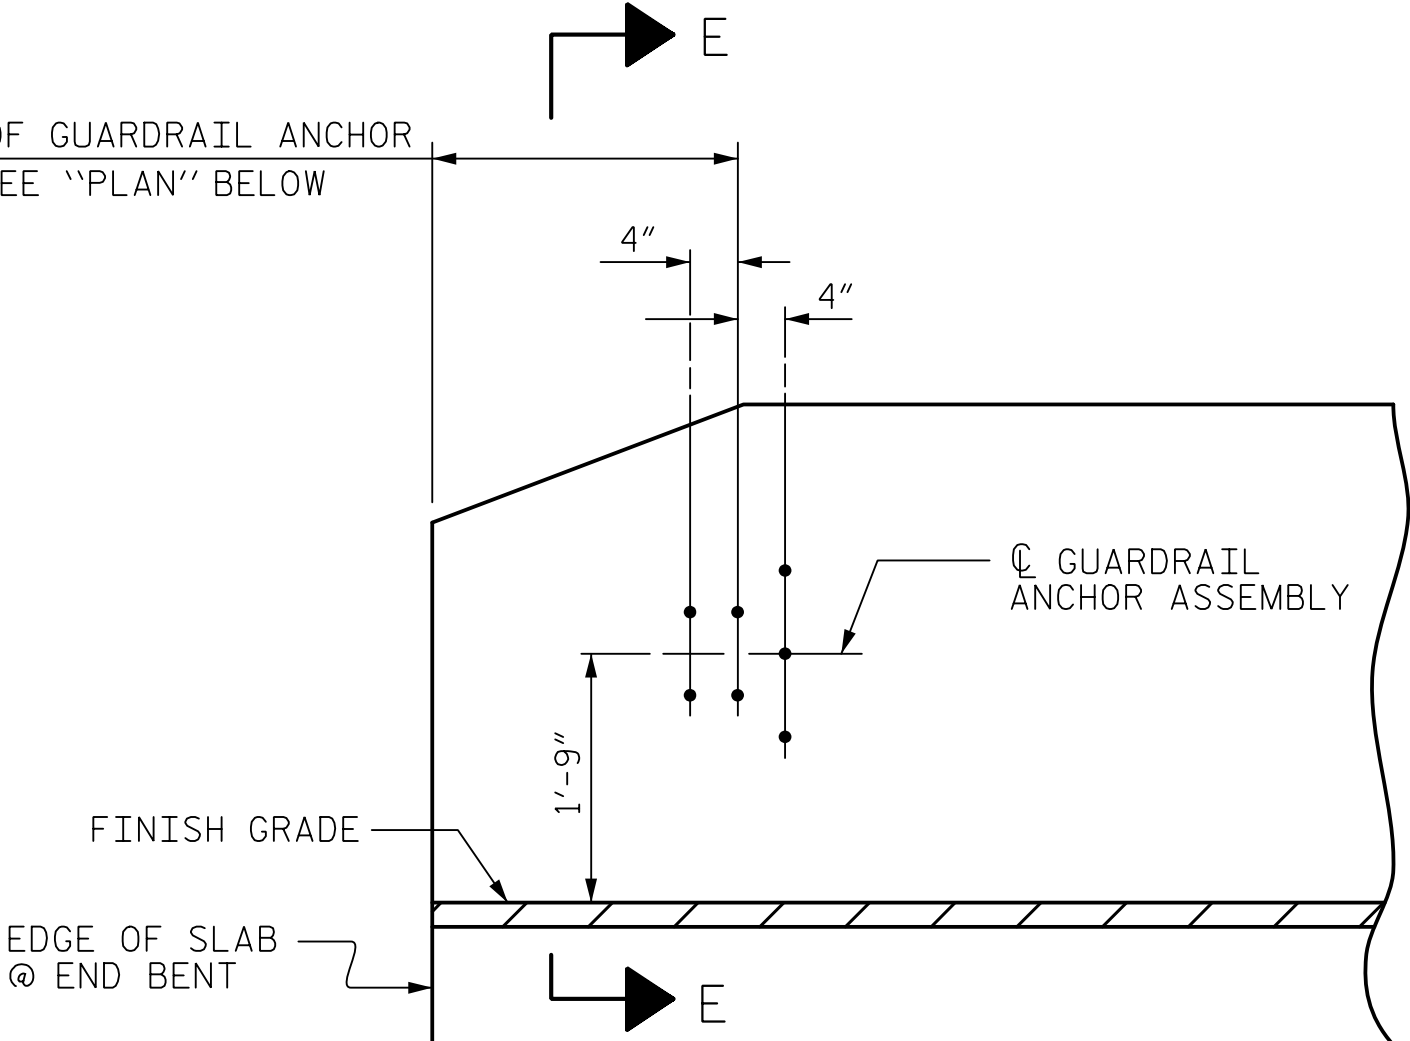 E
OF GUARDRAIL ANCHOR
SEE "PLAN" BELOW
4"
4"
℄ GUARDRAIL
ANCHOR ASSEMBLY
1'-9"
FINISH GRADE
EDGE OF SLAB
@ END BENT
E